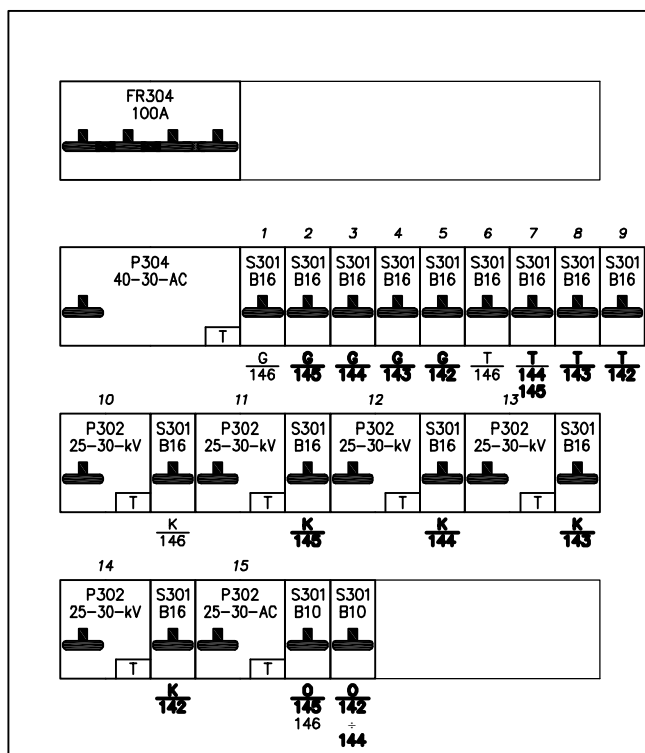 FR304
100A
1 2 3 4 5 6 7 8 9
P304 S301 S301 S301 S301 S301 S301 S301 S301 S301
40-30-AC B16 B16 B16 B16 B16 B16 B16 B16 B16
T
G G G G G T T T T
146 145 144 143 142 146 144 143 142
145
10 11 12 13
P302 S301 P302 S301 P302 S301 P302 S301
25-30-kV B16 25-30-kV B16 25-30-kV B16 25-30-kV B16
T T T T
K K K K
146 145 144 143
14 15
P302 S301 P302 S301 S301
25-30-kV B16 25-30-AC B10 B10
T T
K O O
142 145 142
146 ÷
144